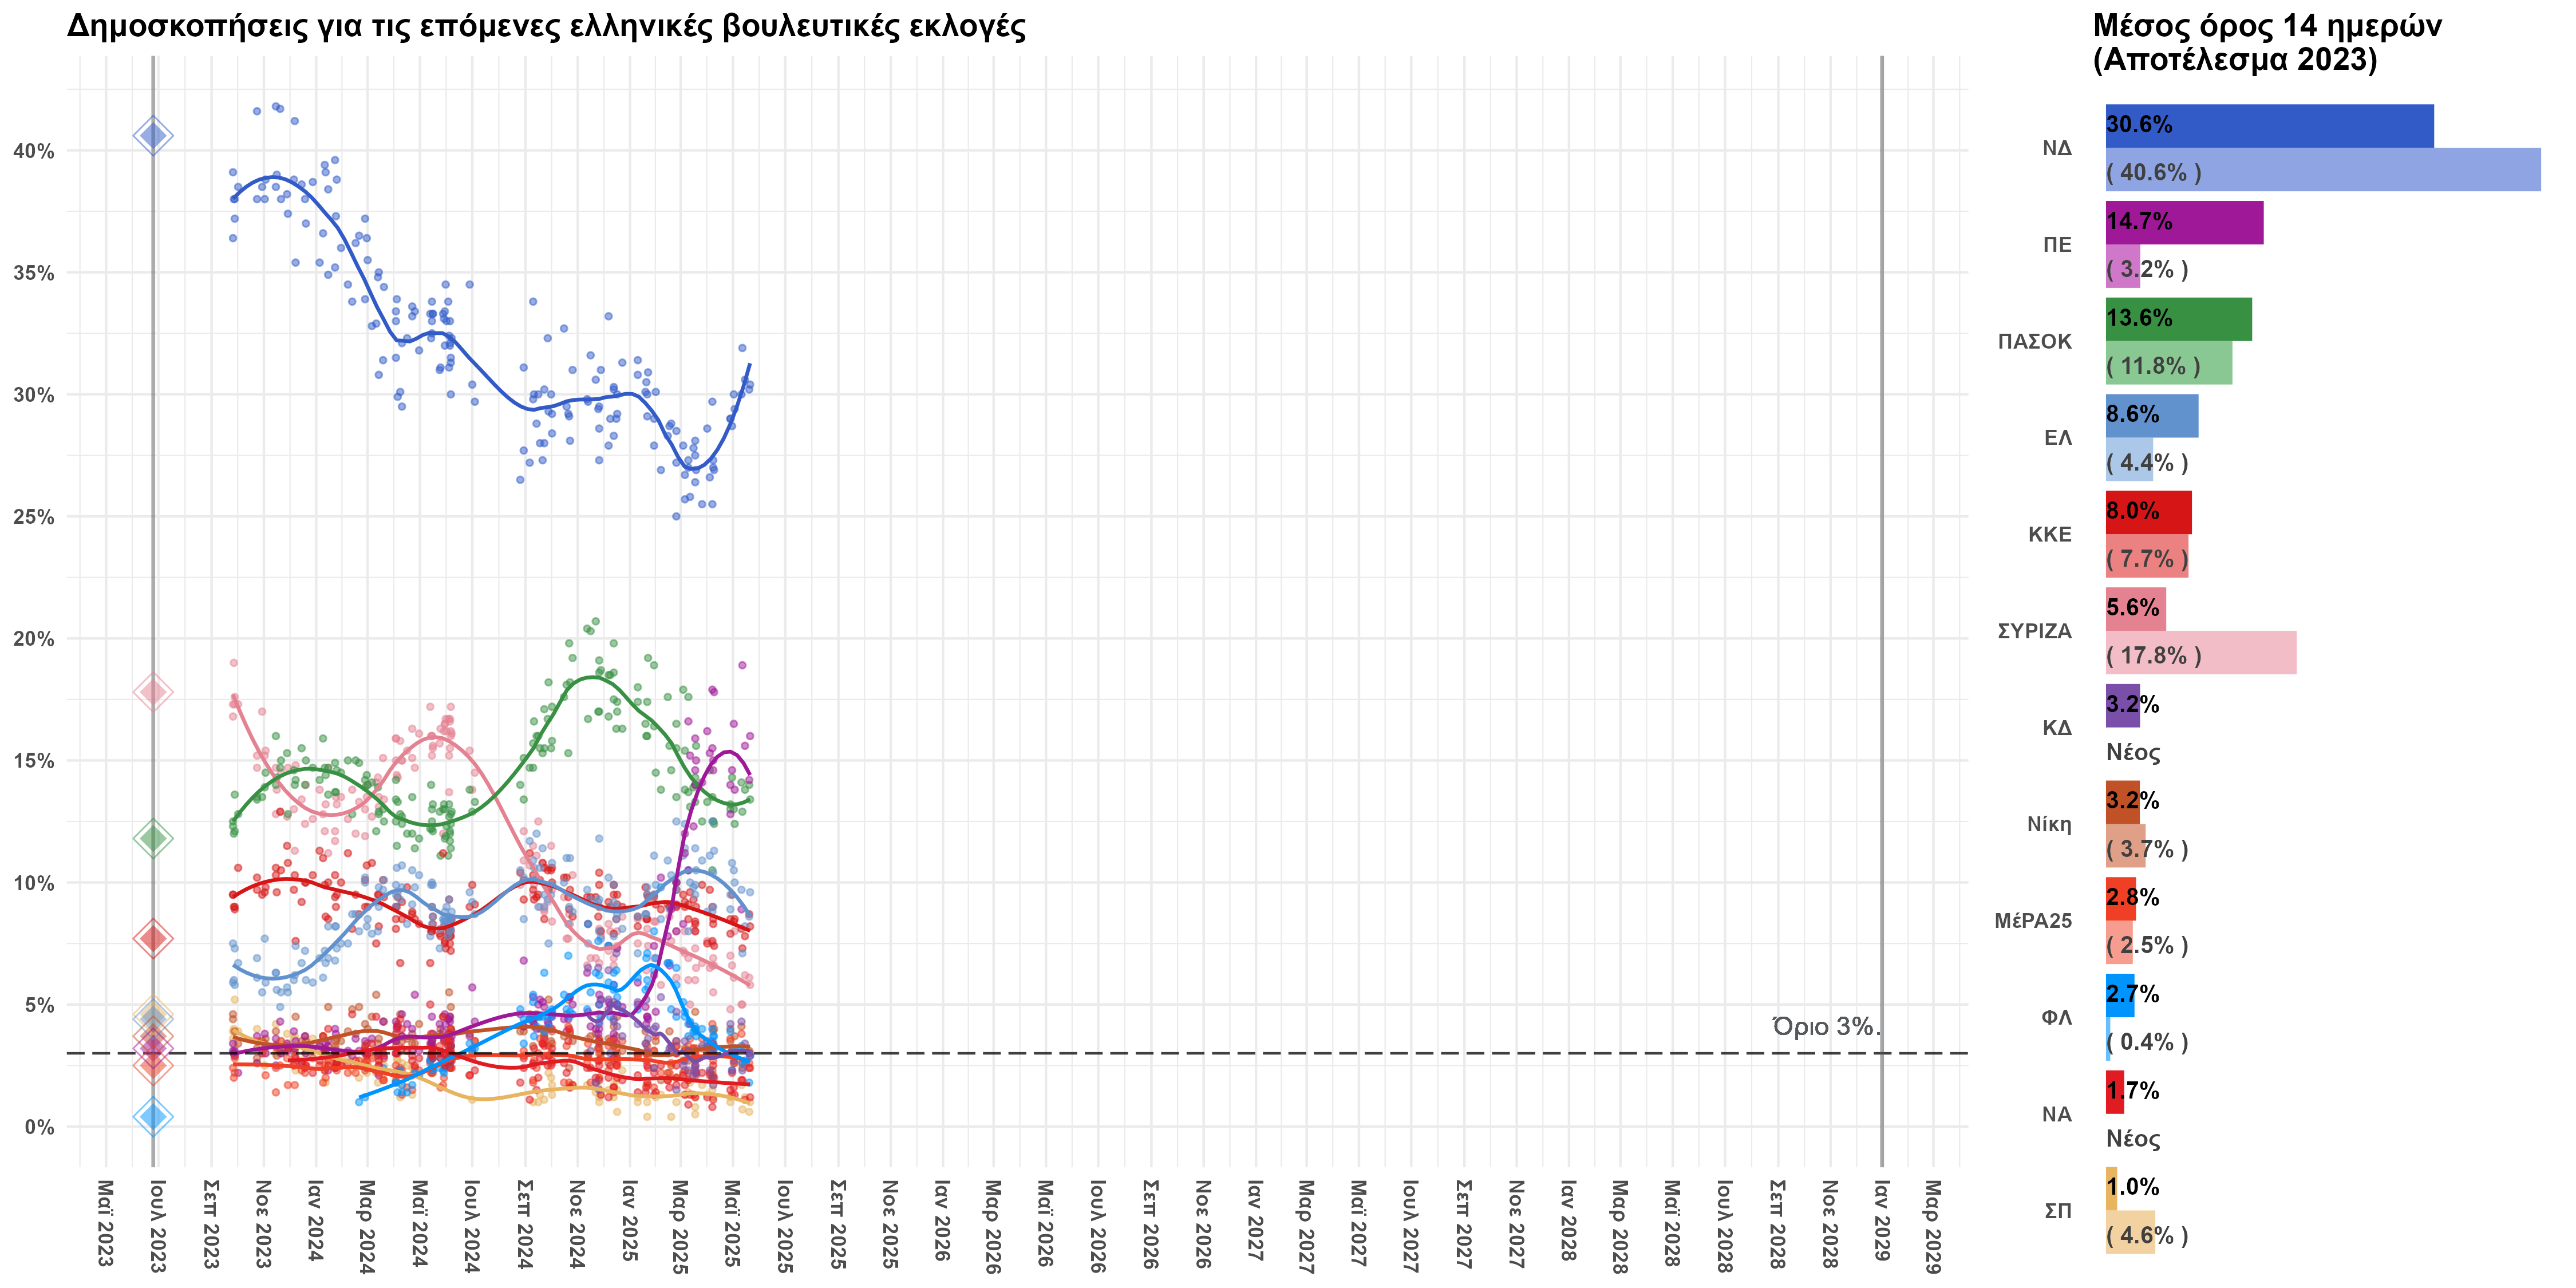 Δημοσκοπήσεις για τις επόμενες ελληνικές βουλευτικές εκλογές
40%
35%
30%
25%
20%
15%
10%
5%
0%
Όριο 3%.
Μαϊ 2023
Ιουλ 2023
Σεπ 2023
Νοε 2023
Ιαν 2024
Μαρ 2024
Μαϊ 2024
Ιουλ 2024
Σεπ 2024
Νοε 2024
Ιαν 2025
Μαρ 2025
Μαϊ 2025
Ιουλ 2025
Σεπ 2025
Νοε 2025
Ιαν 2026
Μαρ 2026
Μαϊ 2026
Ιουλ 2026
Σεπ 2026
Νοε 2026
Ιαν 2027
Μαρ 2027
Μαϊ 2027
Ιουλ 2027
Σεπ 2027
Νοε 2027
Ιαν 2028
Μαρ 2028
Μαϊ 2028
Ιουλ 2028
Σεπ 2028
Νοε 2028
Ιαν 2029
Μαρ 2029
Μέσος όρος 14 ημερών
(Αποτέλεσμα 2023)
ΝΔ
30.6%
( 40.6% )
ΠΕ
14.7%
( 3.2% )
ΠΑΣΟΚ
13.6%
( 11.8% )
ΕΛ
8.6%
( 4.4% )
ΚΚΕ
8.0%
( 7.7% )
ΣΥΡΙΖΑ
5.6%
( 17.8% )
ΚΔ
3.2%
Νέος
Νίκη
3.2%
( 3.7% )
ΜέΡΑ25
2.8%
( 2.5% )
ΦΛ
2.7%
( 0.4% )
ΝΑ
1.7%
Νέος
ΣΠ
1.0%
( 4.6% )